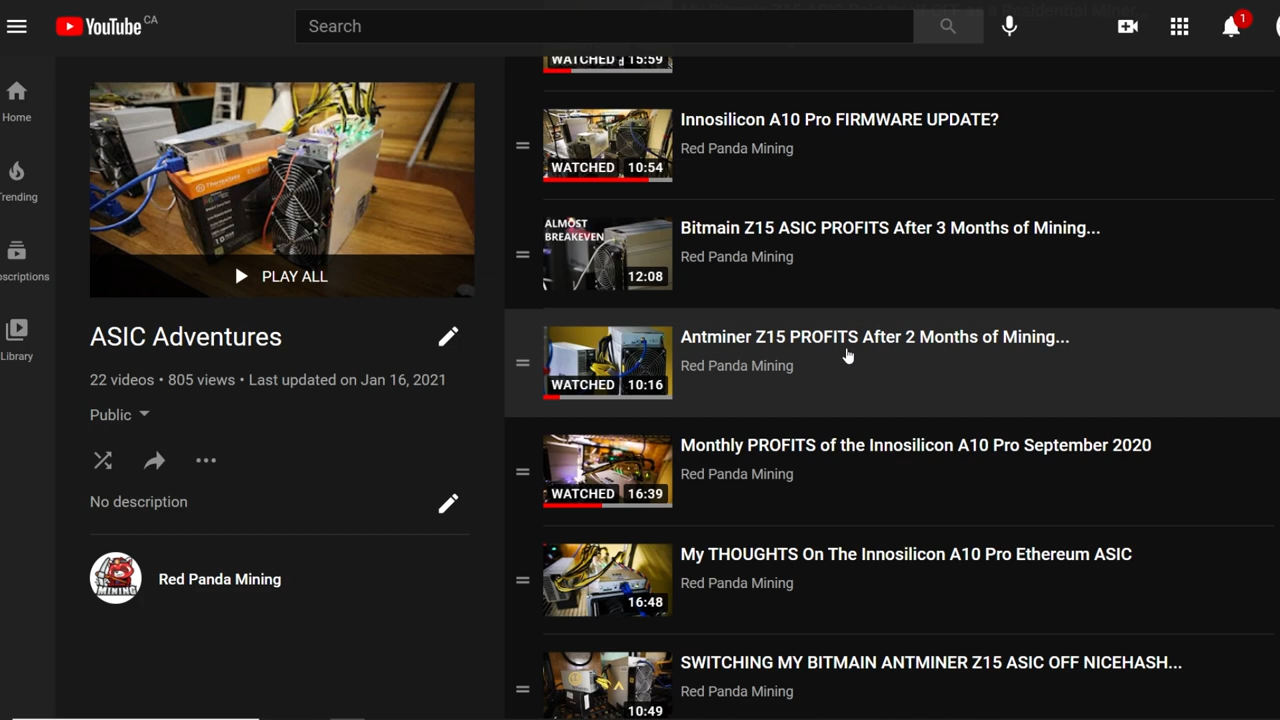 YouTube CA
Search
1
Home
Trending
bscriptions
Library
PLAY ALL
ASIC Adventures
22 videos • 805 views • Last updated on Jan 16, 2021
Public
No description
MINING
Red Panda Mining
WATCHED 15:59
Innosilicon A10 Pro FIRMWARE UPDATE?
Red Panda Mining
WATCHED 10:54
Bitmain Z15 ASIC PROFITS After 3 Months of Mining...
Red Panda Mining
ALMOST
BREAKEVEN
12:08
Antminer Z15 PROFITS After 2 Months of Mining...
Red Panda Mining
WATCHED 10:16
Monthly PROFITS of the Innosilicon A10 Pro September 2020
Red Panda Mining
WATCHED 16:39
My THOUGHTS On The Innosilicon A10 Pro Ethereum ASIC
Red Panda Mining
16:48
SWITCHING MY BITMAIN ANTMINER Z15 ASIC OFF NICEHASH...
Red Panda Mining
10:49